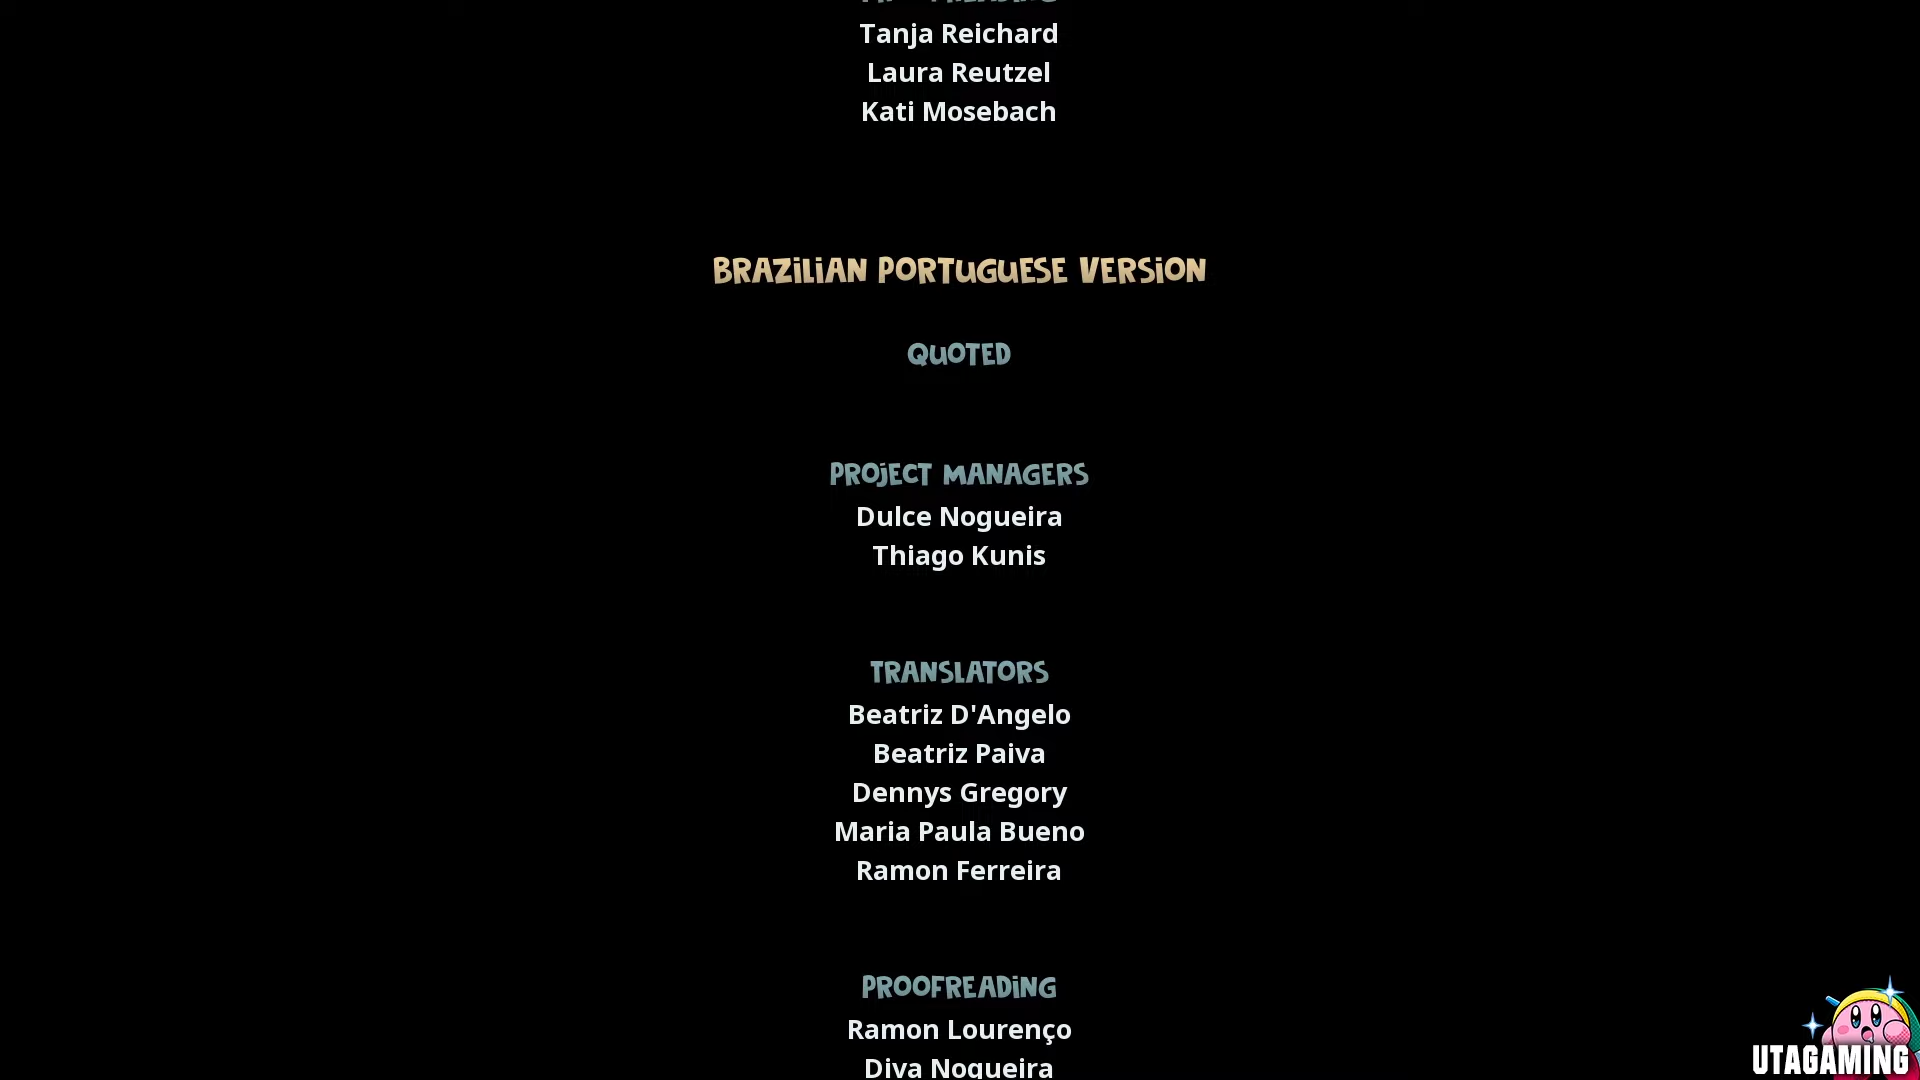 Tanja Reichard
Laura Reutzel
Kati Mosebach
BRAZiLiAN PORTUGUESE VERSiON
QUOTED
PROjECT MANAGERS
Dulce Nogueira
Thiago Kunis
TRANSLATORS
Beatriz D'Angelo
Beatriz Paiva
Dennys Gregory
Maria Paula Bueno
Ramon Ferreira
PROOFREADiNG
Ramon Lourenço
Diva Nogueira
UTAGAMING